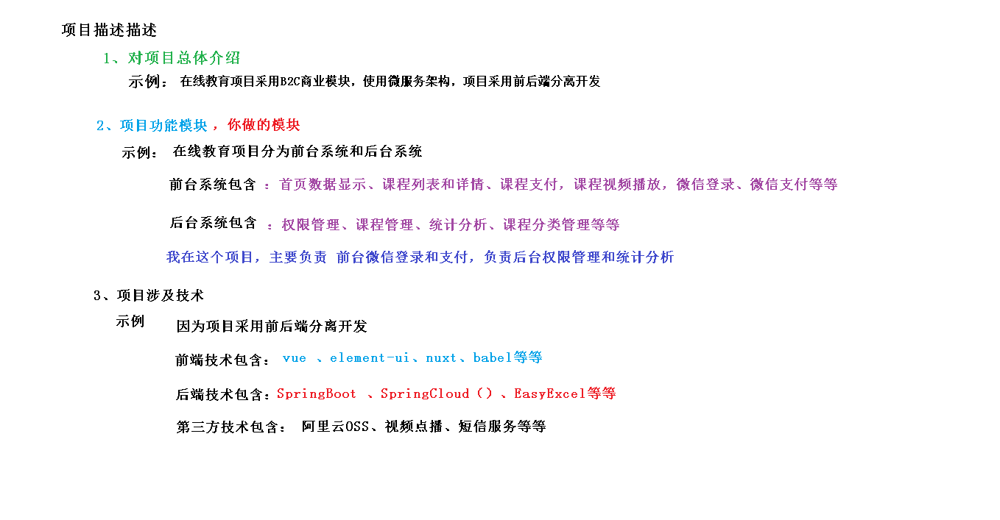 项目描述描述
1、对项目总体介绍
示例： 在线教育项目采用B2C商业模块，使用微服务架构，项目采用前后端分离开发
2、项目功能模块 ，你做的模块
示例： 在线教育项目分为前台系统和后台系统
前台系统包含 ：首页数据显示、课程列表和详情、课程支付，课程视频播放，微信登录、微信支付等等
后台系统包含 ：权限管理、课程管理、统计分析、课程分类管理等等
我在这个项目，主要负责 前台微信登录和支付，负责后台权限管理和统计分析
3、项目涉及技术
示例 因为项目采用前后端分离开发
前端技术包含： vue 、element-ui、nuxt、babel等等
后端技术包含：SpringBoot 、SpringCloud（）、EasyExcel等等
第三方技术包含： 阿里云OSS、视频点播、短信服务等等